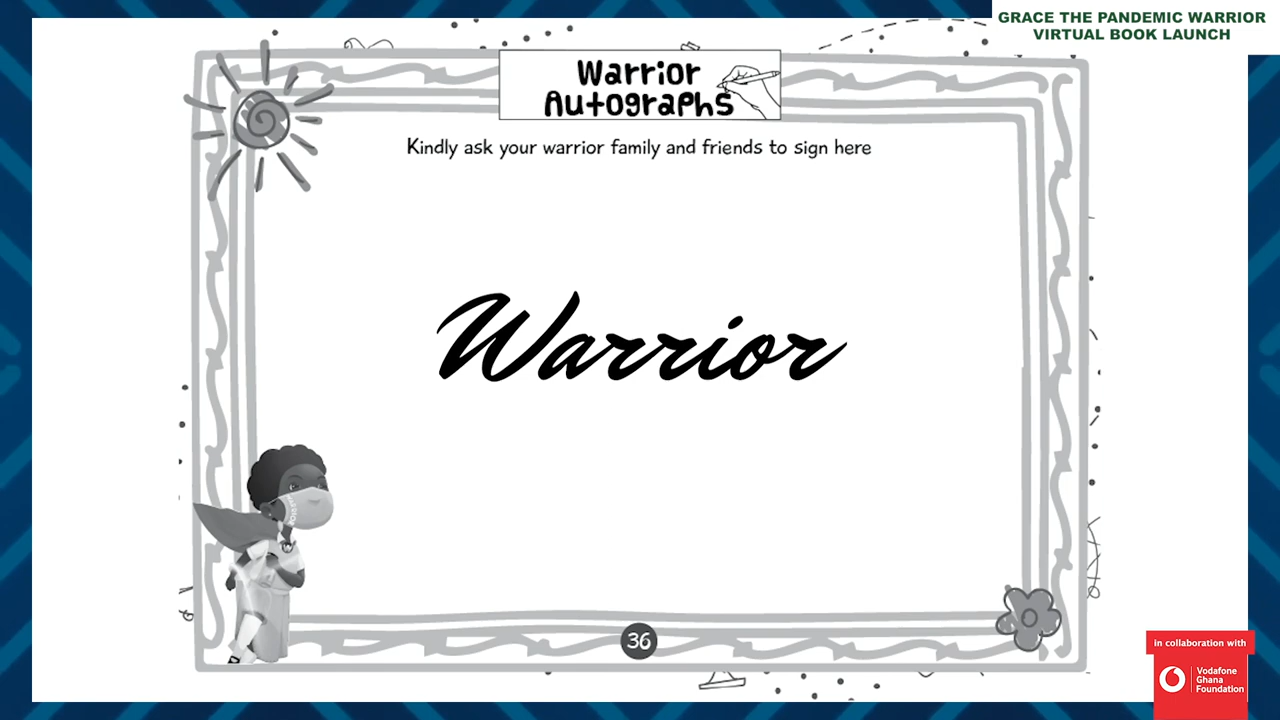 GRACE THE PANDEMIC WARRIOR
VIRTUAL BOOK LAUNCH
Warrior
Autographs
Kindly ask your warrior family and friends to sign here
Warrior
36
in collaboration with
Vodafone
Ghana
Foundation